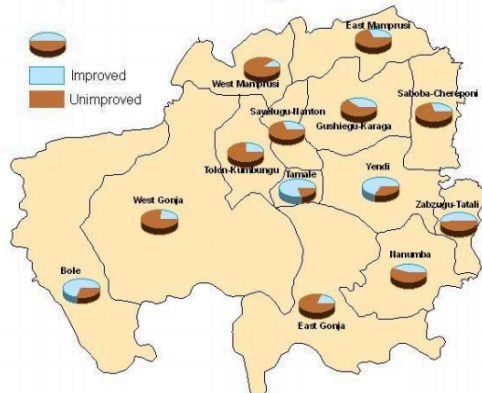 East Mamprusi
Improved
Unimproved
West Mamprusi
Saboba-Chereponi
Savelugu-Nanton
Gushiegu-Karaga
Tolon-Kumbungu
Tamale
Yendi
Zabzugu-Tatali
West Gonja
Nanumba
Bole
East Gonja